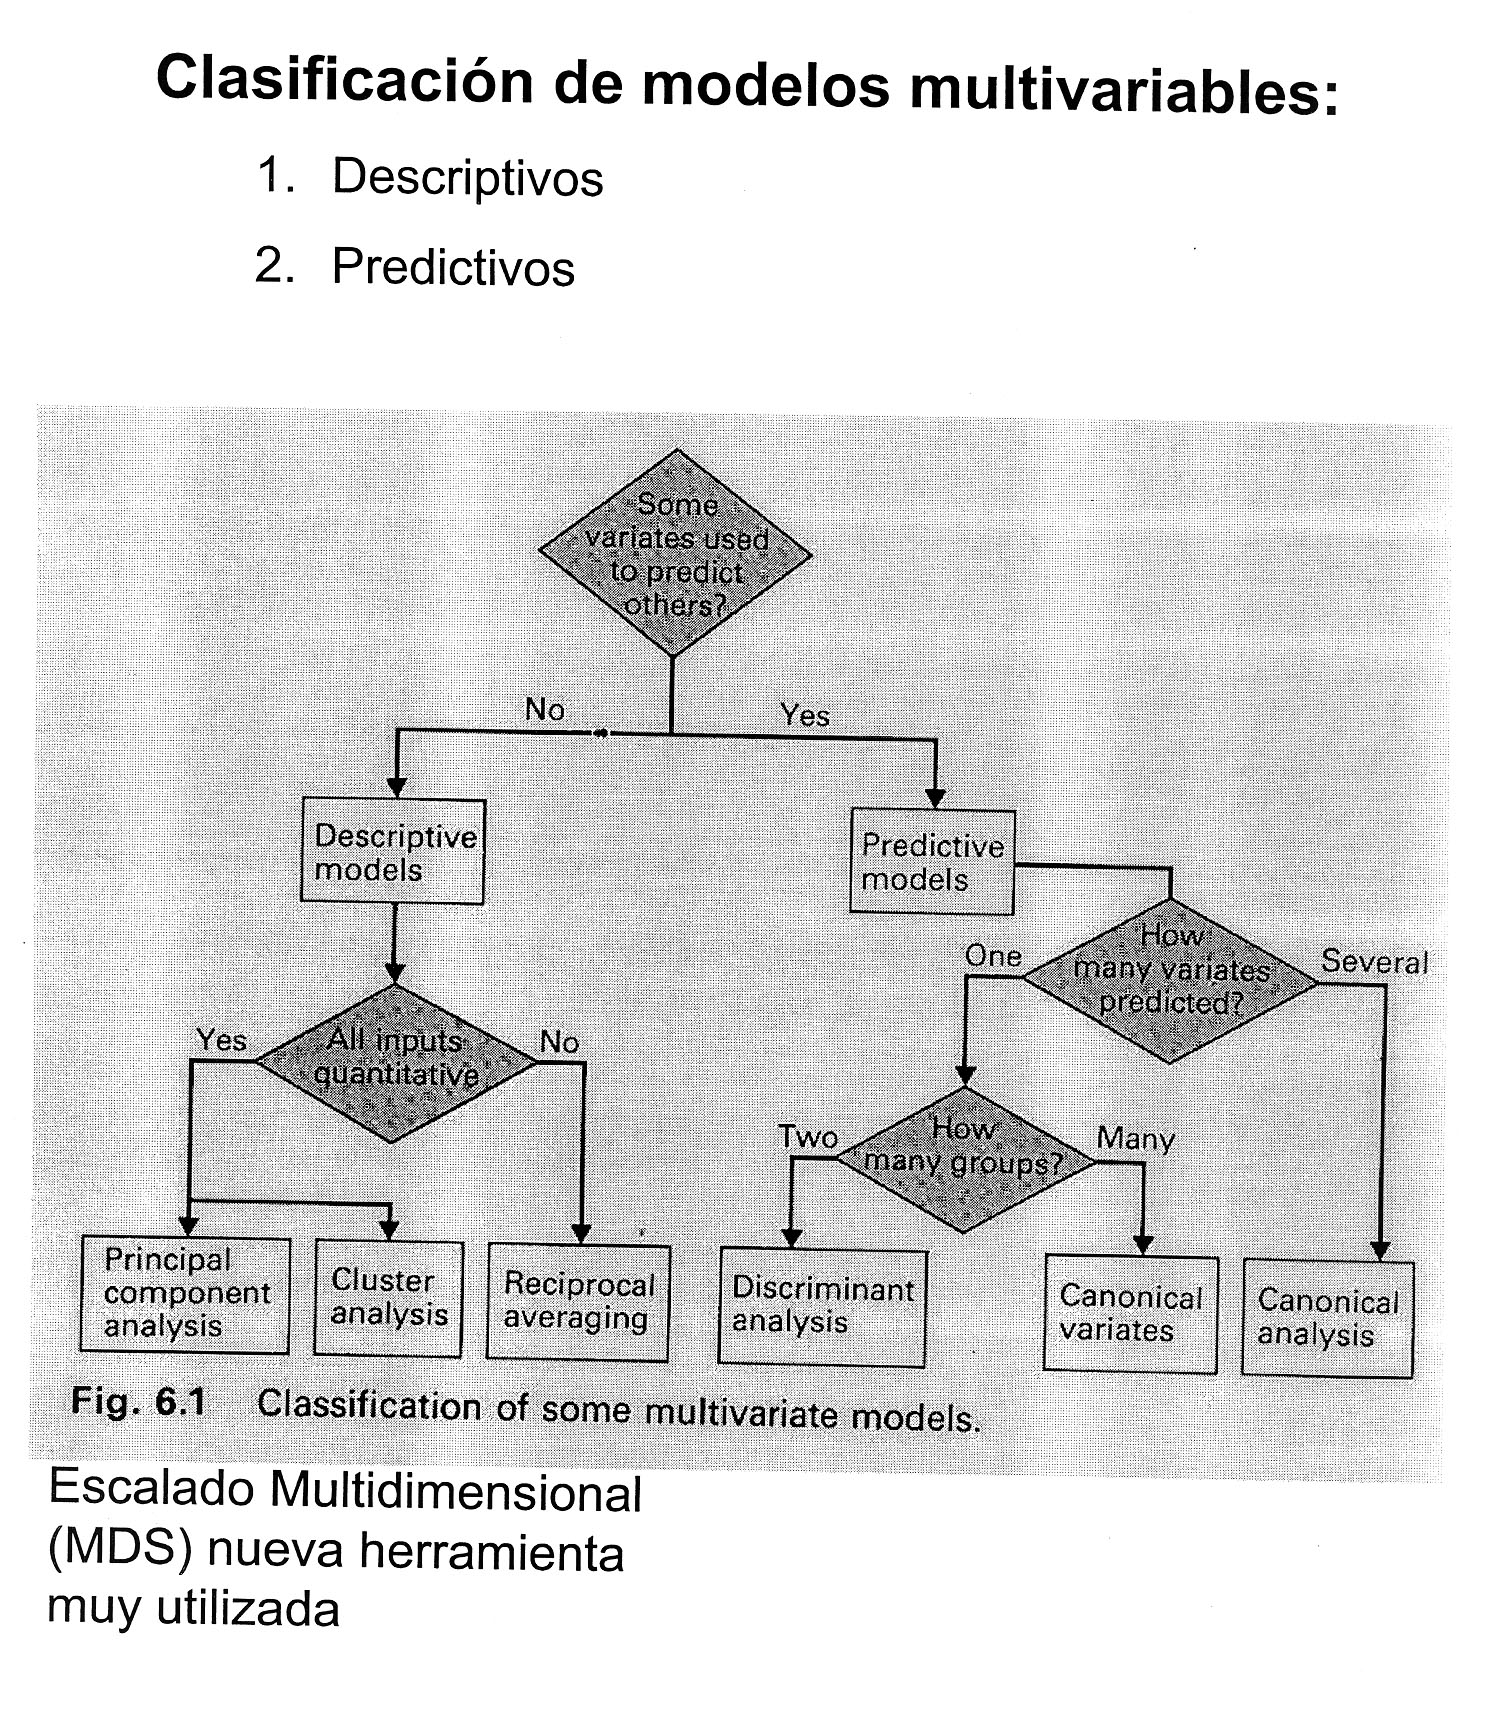 Clasificación de modelos multivariables:
1. Descriptivos
2. Predictivos
Some
variates used
to predict
others?
No
Yes
Descriptive
models
Predictive
models
How
many variates
predicted?
One
Several
All inputs
quantitative
Yes
No
How
many groups?
Two
Many
Principal
component
analysis
Cluster
analysis
Reciprocal
averaging
Discriminant
analysis
Canonical
variates
Canonical
analysis
Fig. 6.1 Classification of some multivariate models.
Escalado Multidimensional
(MDS) nueva herramienta
muy utilizada